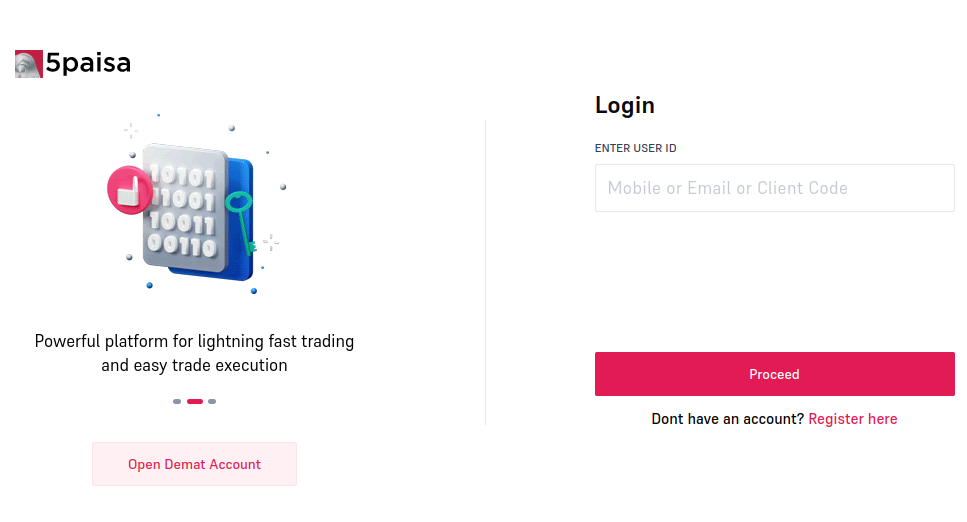 5paisa
Powerful platform for lightning fast trading
and easy trade execution
Open Demat Account
Login
ENTER USER ID
Mobile or Email or Client Code
Proceed
Dont have an account? Register here